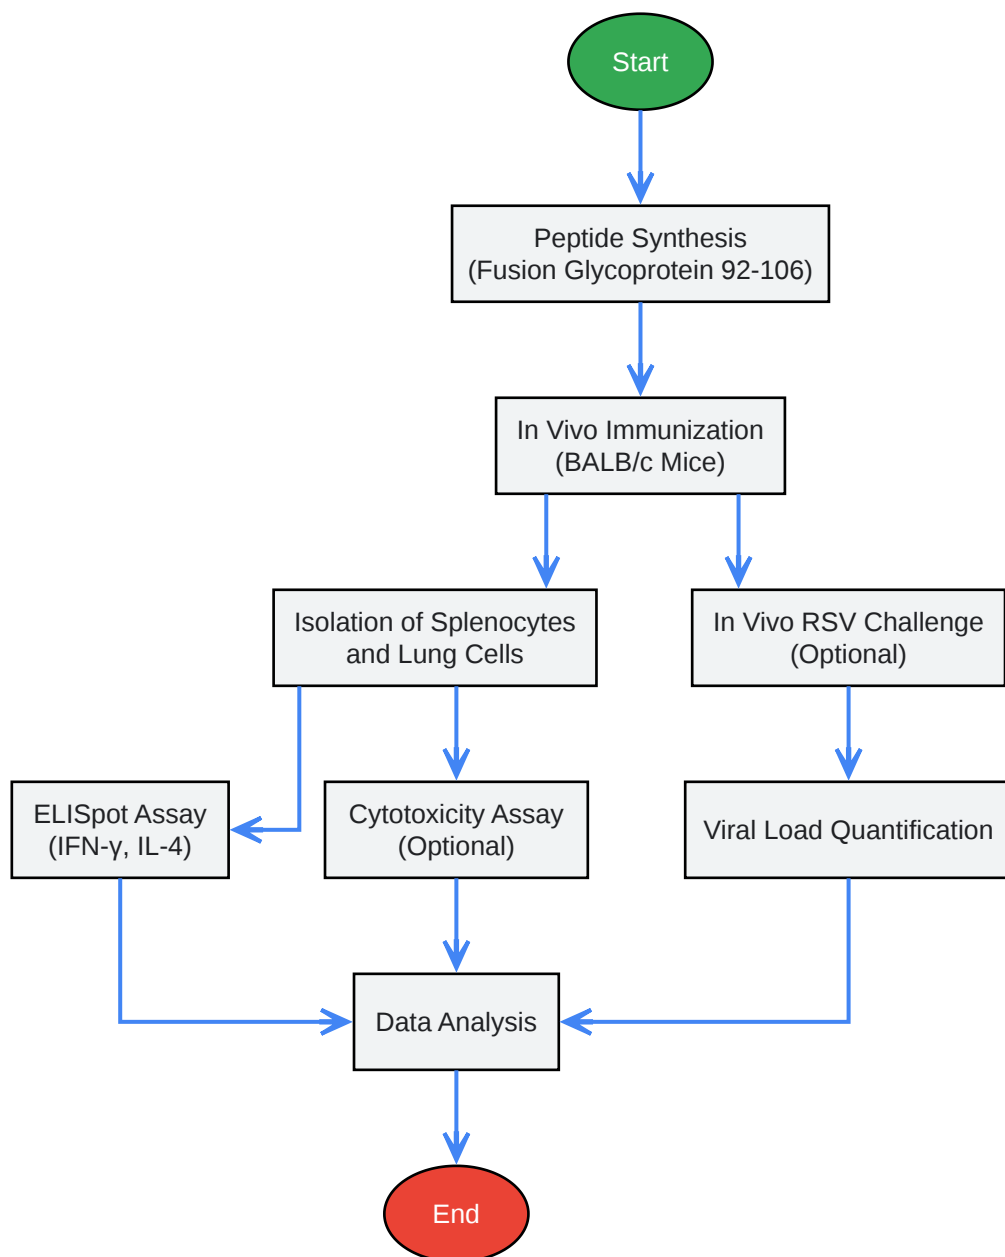 Start
Peptide Synthesis
(Fusion Glycoprotein 92-106)
In Vivo Immunization
(BALB/c Mice)
Isolation of Splenocytes
and Lung Cells
In Vivo RSV Challenge
(Optional)
ELISpot Assay
(IFN-γ, IL-4)
Cytotoxicity Assay
(Optional)
Viral Load Quantification
Data Analysis
End